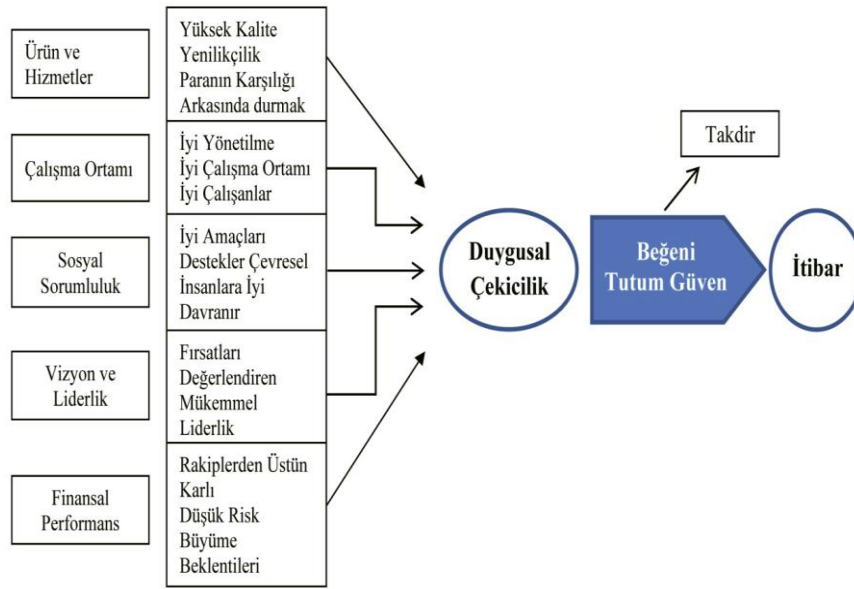 Ürün ve
Hizmetler
Yüksek Kalite
Yenilikçilik
Paranın Karşılığı
Arkasında durmak
Çalışma Ortamı
İyi Yönetilme
İyi Çalışma Ortamı
İyi Çalışanlar
Sosyal
Sorumluluk
İyi Amaçları
Destekler Çevresel
İnsanlara İyi
Davranır
Vizyon ve
Liderlik
Fırsatları
Değerlendiren
Mükemmel
Liderlik
Finansal
Performans
Rakiplerden Üstün
Karlı
Düşük Risk
Büyüme
Beklentileri
Duygusal
Çekicilik
Takdir
Beğeni
Tutum Güven
İtibar